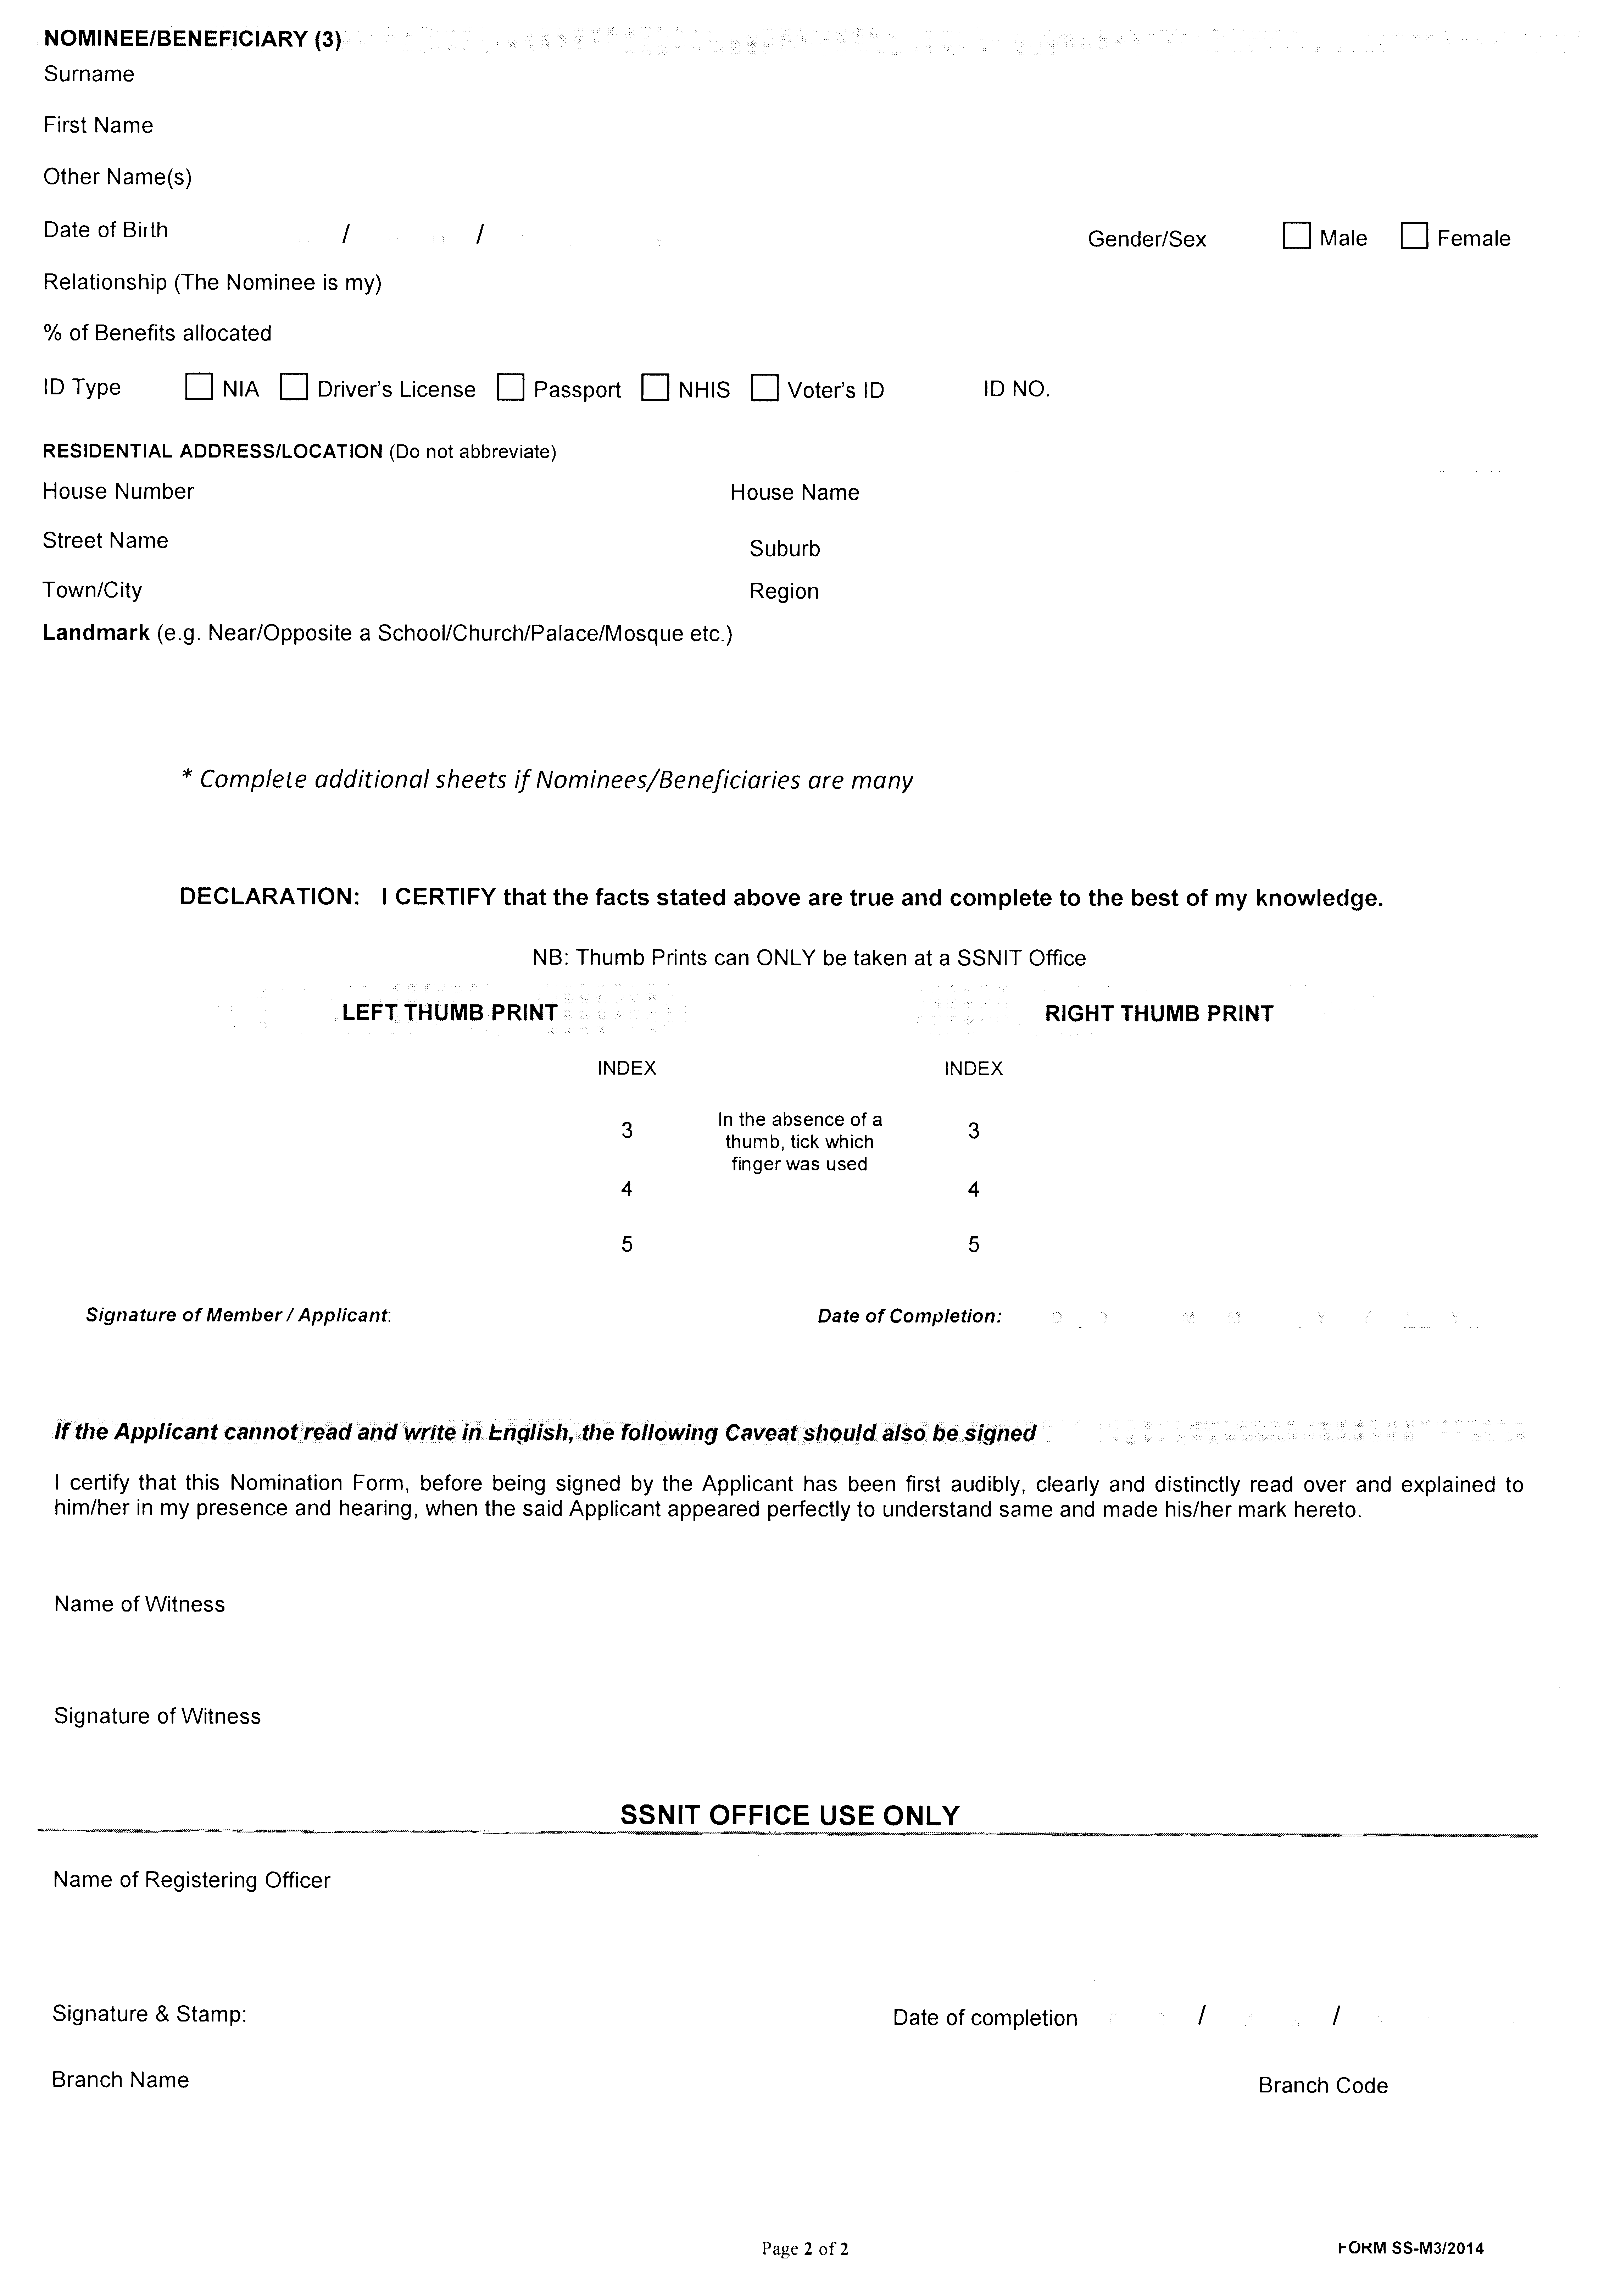 NOMINEE/BENEFICIARY (3)
Surname
First Name
Other Name(s)
Date of Birth / / Gender/Sex Male Female
Relationship (The Nominee is my)
% of Benefits allocated
ID Type NIA Driver's License Passport NHIS Voter's ID ID NO.
RESIDENTIAL ADDRESS/LOCATION (Do not abbreviate)
House Number House Name
Street Name Suburb
Town/City Region
Landmark (e.g. Near/Opposite a School/Church/Palace/Mosque etc.)
* Complete additional sheets if Nominees/Beneficiaries are many
DECLARATION: I CERTIFY that the facts stated above are true and complete to the best of my knowledge.
NB: Thumb Prints can ONLY be taken at a SSNIT Office
LEFT THUMB PRINT RIGHT THUMB PRINT
INDEX INDEX
In the absence of a
3 thumb, tick which 3
finger was used
4 4
5 5
Signature of Member / Applicant: Date of Completion: D D M M Y Y Y Y
If the Applicant cannot read and write in English, the following Caveat should also be signed
I certify that this Nomination Form, before being signed by the Applicant has been first audibly, clearly and distinctly read over and explained to
him/her in my presence and hearing, when the said Applicant appeared perfectly to understand same and made his/her mark hereto.
Name of Witness
Signature of Witness
SSNIT OFFICE USE ONLY
Name of Registering Officer
Signature & Stamp: Date of completion / /
Branch Name Branch Code
Page 2 of 2 FORM SS-M3/2014